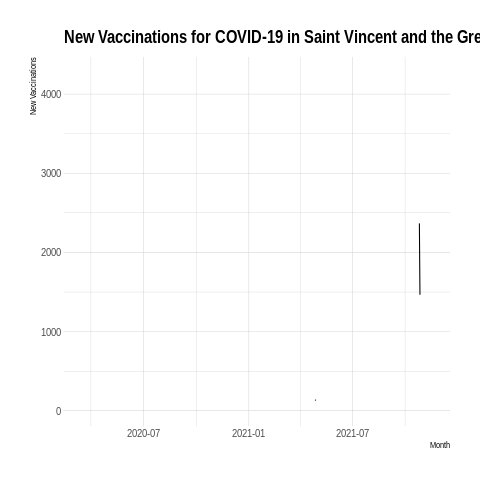 New Vaccinations for COVID-19 in Saint Vincent and the Gre
New Vaccinations
4000
3000
2000
1000
0
2020-07 2021-01 2021-07
Month